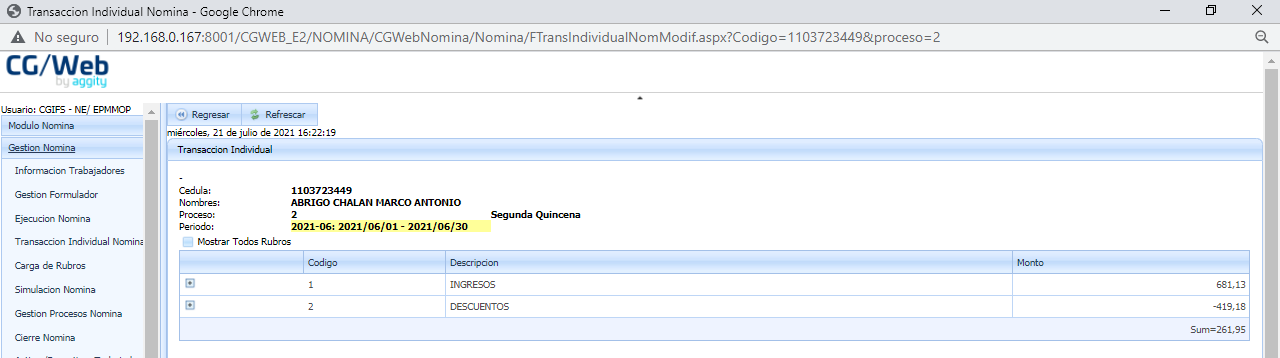 Transaccion Individual Nomina - Google Chrome
No seguro | 192.168.0.167:8001/CGWEB_E2/NOMINA/CGWebNomina/Nomina/FTransIndividualNomModif.aspx?Codigo=1103723449&proceso=2
CG/Web
by aggity
Usuario: CGIF5 - NE/ EPMMOP
Modulo Nomina
Gestion Nomina
Informacion Trabajadores
Gestion Formulador
Ejecucion Nomina
Transaccion Individual Nomina
Carga de Rubros
Simulacion Nomina
Gestion Procesos Nomina
Cierre Nomina
Regresar Refrescar
miércoles, 21 de julio de 2021 16:22:19
Transaccion Individual
-
Cedula: 1103723449
Nombres: ABRIGO CHALAN MARCO ANTONIO
Proceso: 2 Segunda Quincena
Periodo: 2021-06: 2021/06/01 - 2021/06/30
Mostrar Todos Rubros
Codigo Descripcion Monto
1 INGRESOS 681,13
2 DESCUENTOS -419,18
Sum=261,95